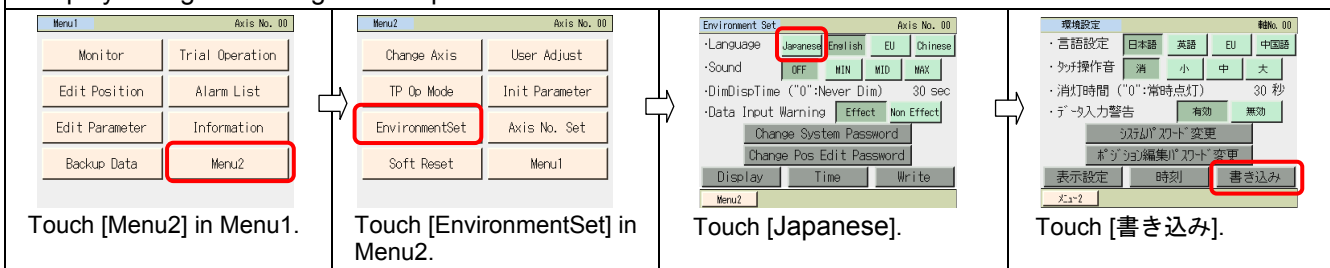 Menu1 Axis No. 00
Monitor Trial Operation
Edit Position Alarm List
Edit Parameter Information
Backup Data Menu2
Touch [Menu2] in Menu1.
Menu2 Axis No. 00
Change Axis User Adjust
TP Op Mode Init Parameter
EnvironmentSet Axis No. Set
Soft Reset Menu1
Touch [EnvironmentSet] in
Menu2.
Environment Set Axis No. 00
·Language Japanese English EU Chinese
·Sound OFF MIN MID MAX
·DimDispTime ("0":Never Dim) 30 sec
·Data Input Warning Effect Non Effect
Change System Password
Change Pos Edit Password
Display Time Write
Menu2
Touch [Japanese].
環境設定 軸No. 00
・言語設定 日本語 英語 EU 中国語
・タッチ操作音 消 小 中 大
・消灯時間 ("0":常時点灯) 30 秒
・データ入力警告 有効 無効
システムパスワード変更
ポジション編集パスワード変更
表示設定 時刻 書き込み
メニュー2
Touch [書き込み].